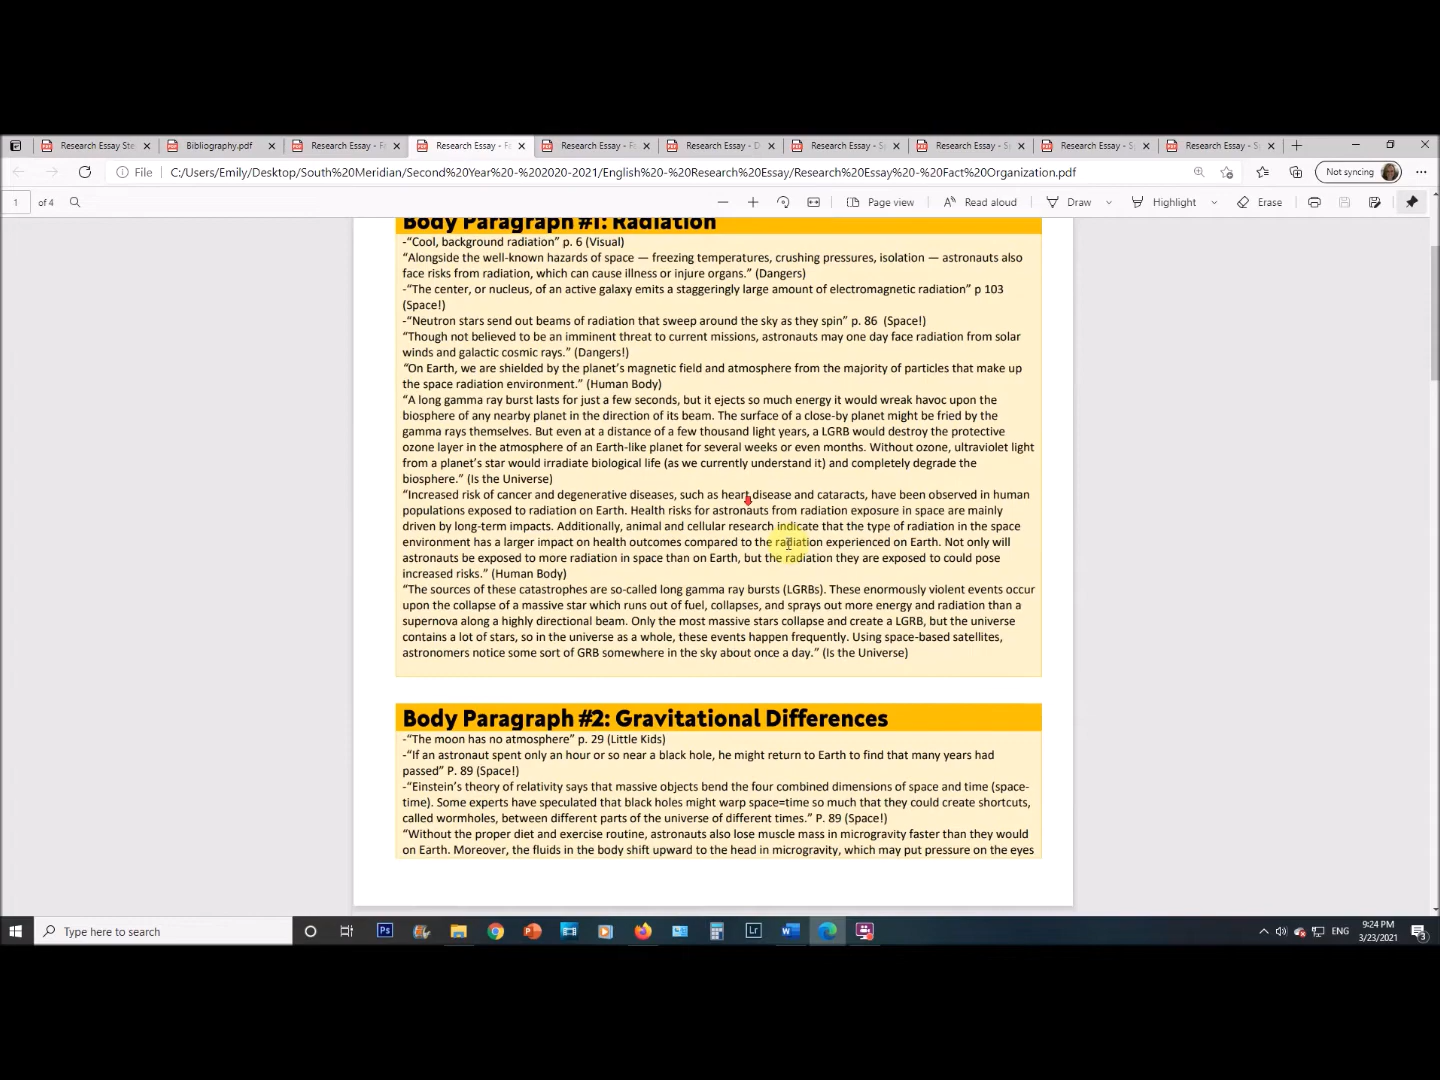 Research Essay Ste
Bibliography.pdf
Research Essay - F
Research Essay - Fo
Research Essay - Fo
Research Essay - D
Research Essay - S
Research Essay - S
Research Essay - S
Research Essay - S
File C:/Users/Emily/Desktop/South%20Meridian/Second%20Year%20-%202020-2021/English%20-%20Research%20Essay/Research%20Essay%20-%20Fact%20Organization.pdf
Not syncing
1 of 4
Page view
Read aloud
Draw
Highlight
Erase
Body Paragraph #1: Radiation
-“Cool, background radiation” p. 6 (Visual)
“Alongside the well-known hazards of space — freezing temperatures, crushing pressures, isolation — astronauts also
face risks from radiation, which can cause illness or injure organs.” (Dangers)
-“The center, or nucleus, of an active galaxy emits a staggeringly large amount of electromagnetic radiation” p 103
(Space!)
-“Neutron stars send out beams of radiation that sweep around the sky as they spin” p. 86 (Space!)
“Though not believed to be an imminent threat to current missions, astronauts may one day face radiation from solar
winds and galactic cosmic rays.” (Dangers!)
“On Earth, we are shielded by the planet’s magnetic field and atmosphere from the majority of particles that make up
the space radiation environment.” (Human Body)
“A long gamma ray burst lasts for just a few seconds, but it ejects so much energy it would wreak havoc upon the
biosphere of any nearby planet in the direction of its beam. The surface of a close-by planet might be fried by the
gamma rays themselves. But even at a distance of a few thousand light years, a LGRB would destroy the protective
ozone layer in the atmosphere of an Earth-like planet for several weeks or even months. Without ozone, ultraviolet light
from a planet’s star would irradiate biological life (as we currently understand it) and completely degrade the
biosphere.” (Is the Universe)
“Increased risk of cancer and degenerative diseases, such as heart disease and cataracts, have been observed in human
populations exposed to radiation on Earth. Health risks for astronauts from radiation exposure in space are mainly
driven by long-term impacts. Additionally, animal and cellular research indicate that the type of radiation in the space
environment has a larger impact on health outcomes compared to the radiation experienced on Earth. Not only will
astronauts be exposed to more radiation in space than on Earth, but the radiation they are exposed to could pose
increased risks.” (Human Body)
“The sources of these catastrophes are so-called long gamma ray bursts (LGRBs). These enormously violent events occur
upon the collapse of a massive star which runs out of fuel, collapses, and sprays out more energy and radiation than a
supernova along a highly directional beam. Only the most massive stars collapse and create a LGRB, but the universe
contains a lot of stars, so in the universe as a whole, these events happen frequently. Using space-based satellites,
astronomers notice some sort of GRB somewhere in the sky about once a day.” (Is the Universe)
Body Paragraph #2: Gravitational Differences
-“The moon has no atmosphere” p. 29 (Little Kids)
-“If an astronaut spent only an hour or so near a black hole, he might return to Earth to find that many years had
passed” P. 89 (Space!)
-“Einstein’s theory of relativity says that massive objects bend the four combined dimensions of space and time (space-
time). Some experts have speculated that black holes might warp space=time so much that they could create shortcuts,
called wormholes, between different parts of the universe of different times.” P. 89 (Space!)
“Without the proper diet and exercise routine, astronauts also lose muscle mass in microgravity faster than they would
on Earth. Moreover, the fluids in the body shift upward to the head in microgravity, which may put pressure on the eyes
Type here to search
Ps
Lr
ENG
9:24 PM
3/23/2021
3